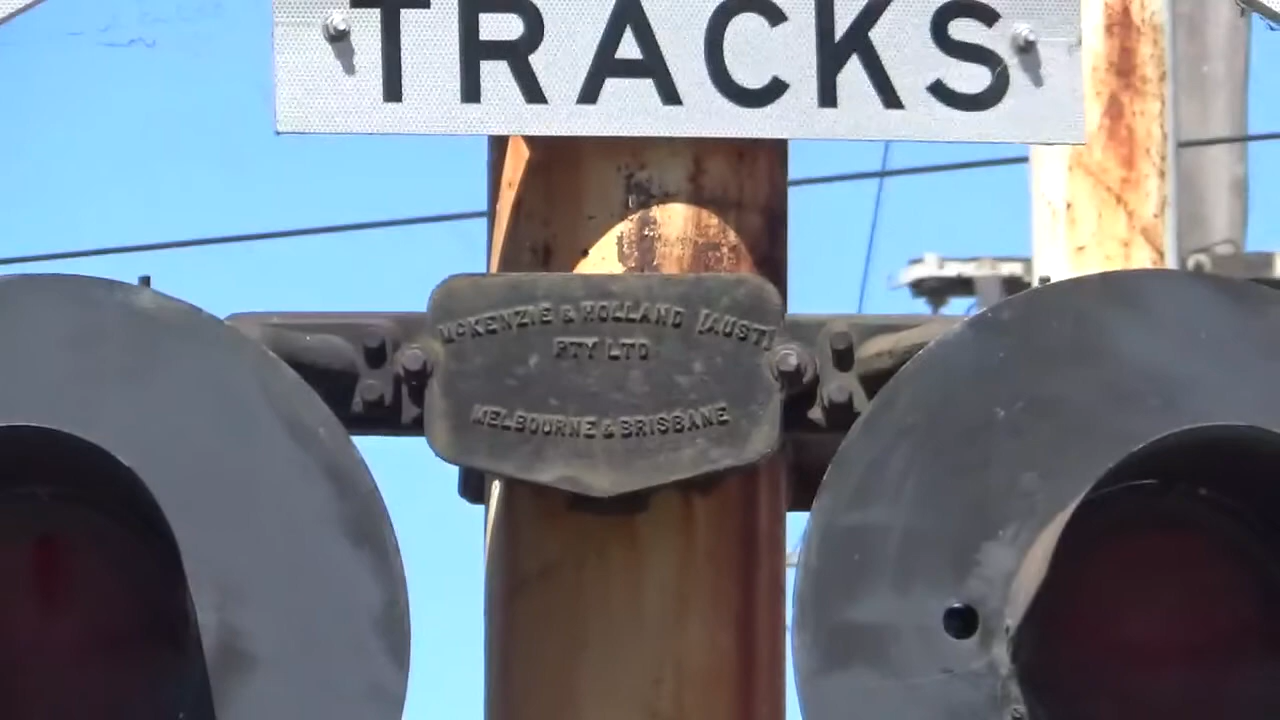 TRACKS
McKENZIE & HOLLAND (AUST)
PTY LTD
MELBOURNE & BRISBANE